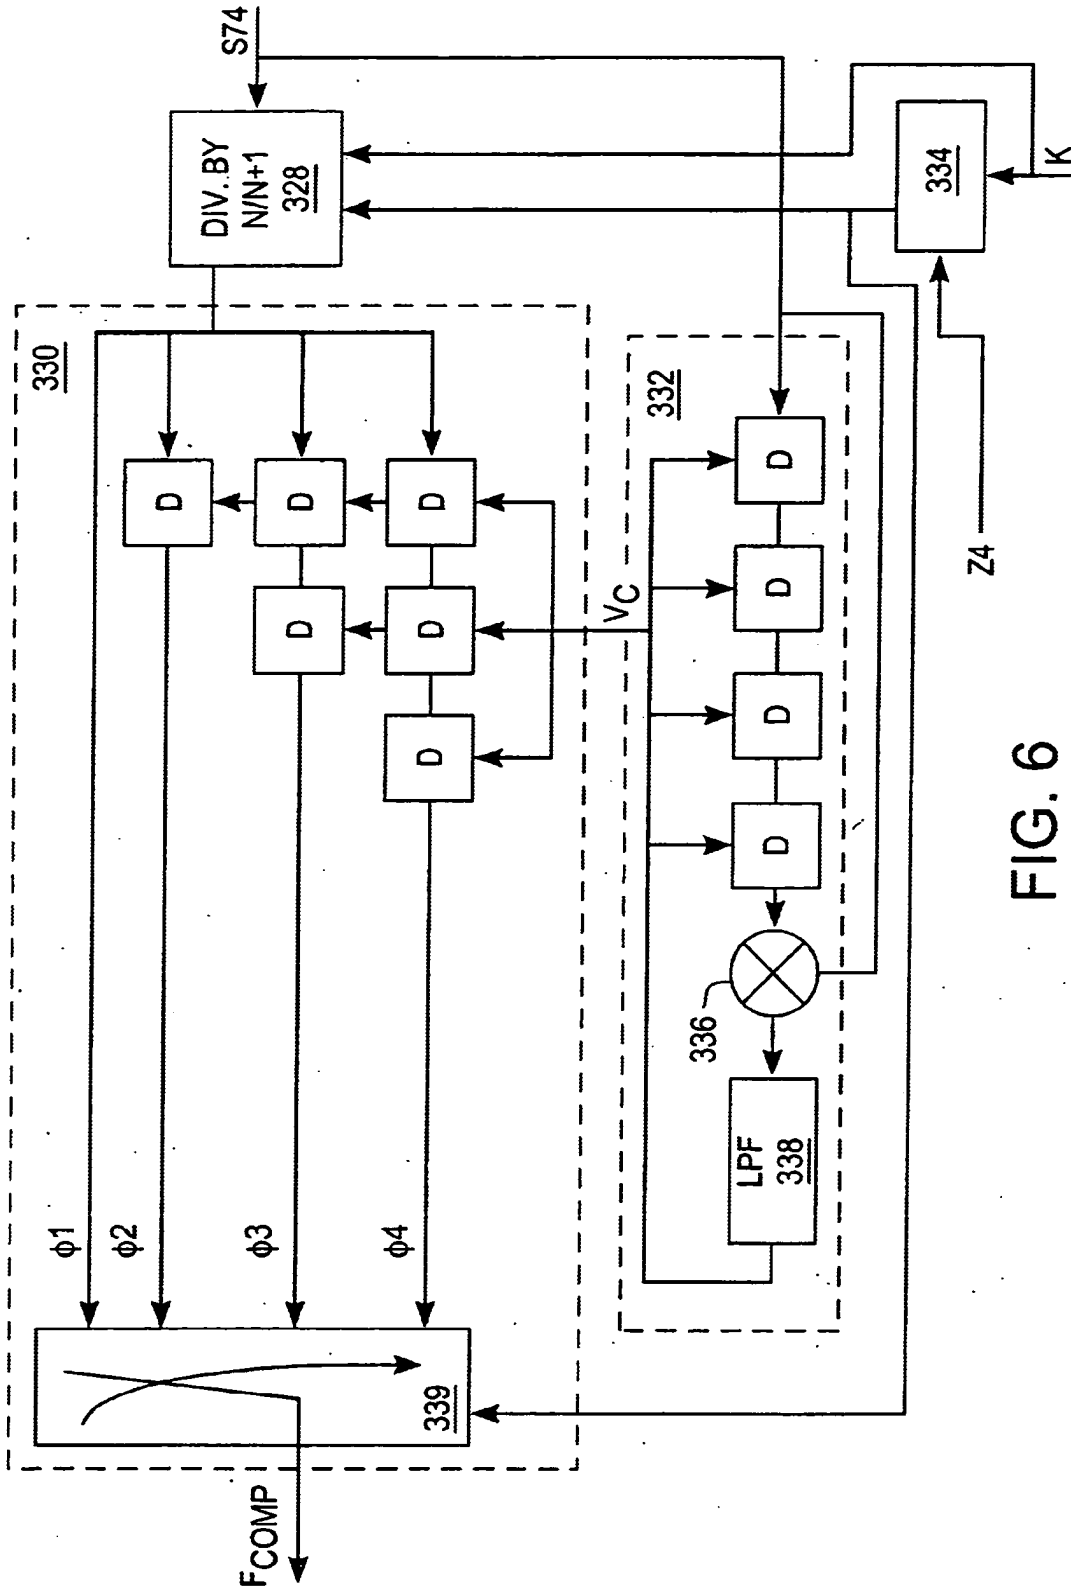 S74
DIV. BY
N/N+1
328
330
D
D
D
D
D
D
ϕ1
ϕ2
ϕ3
ϕ4
339
FCOMP
VC
332
D
D
D
D
336
LPF
338
334
K
Z4
FIG. 6